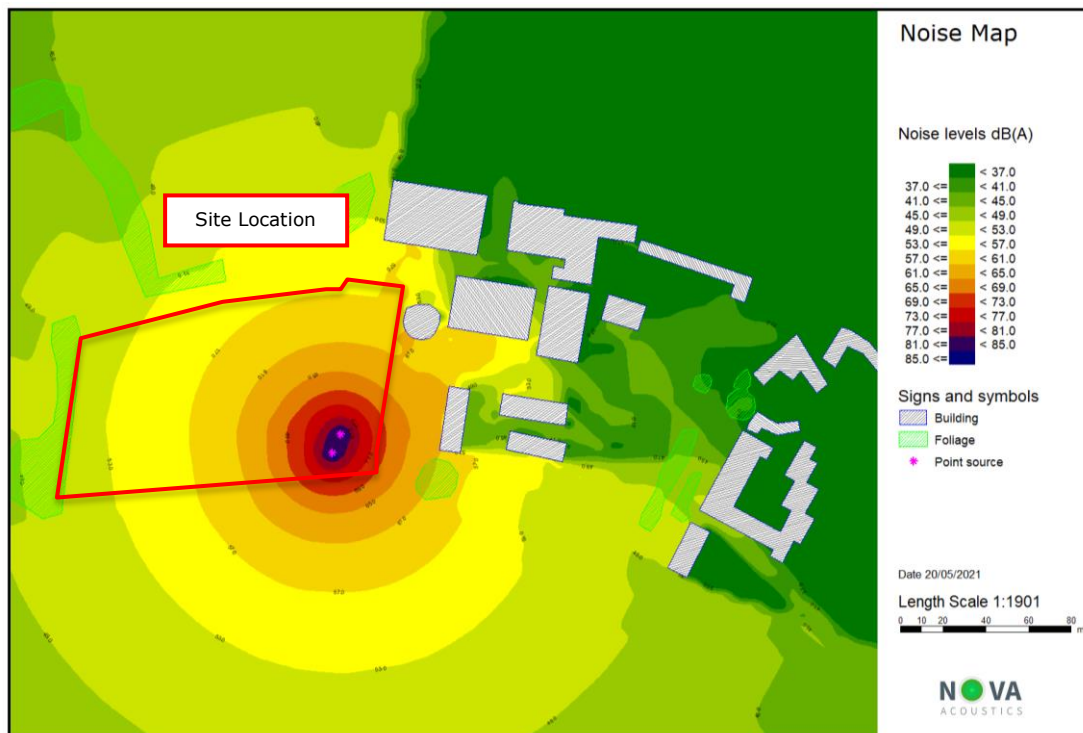 Noise Map
Site Location
Noise levels dB(A)
< 37.0
37.0 <= < 41.0
41.0 <= < 45.0
45.0 <= < 49.0
49.0 <= < 53.0
53.0 <= < 57.0
57.0 <= < 61.0
61.0 <= < 65.0
65.0 <= < 69.0
69.0 <= < 73.0
73.0 <= < 77.0
77.0 <= < 81.0
81.0 <= < 85.0
85.0 <=
Signs and symbols
Building
Foliage
Point source
Date 20/05/2021
Length Scale 1:1901
0 10 20 40 60 80
m
NOVA
ACOUSTICS